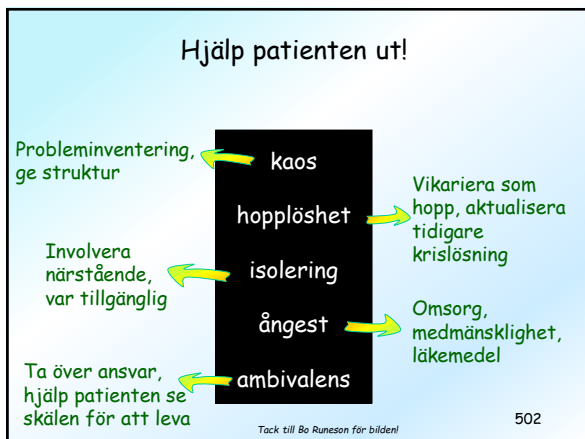 Hjälp patienten ut!
Probleminventering,
ge struktur
kaos
hopplöshet
Vikariera som
hopp, aktualisera
tidigare
krislösning
Involvera
närstående,
var tillgänglig
isolering
ångest
Omsorg,
medmänsklighet,
läkemedel
Ta över ansvar,
hjälp patienten se
skälen för att leva
ambivalens
Tack till Bo Runeson för bilden!
502